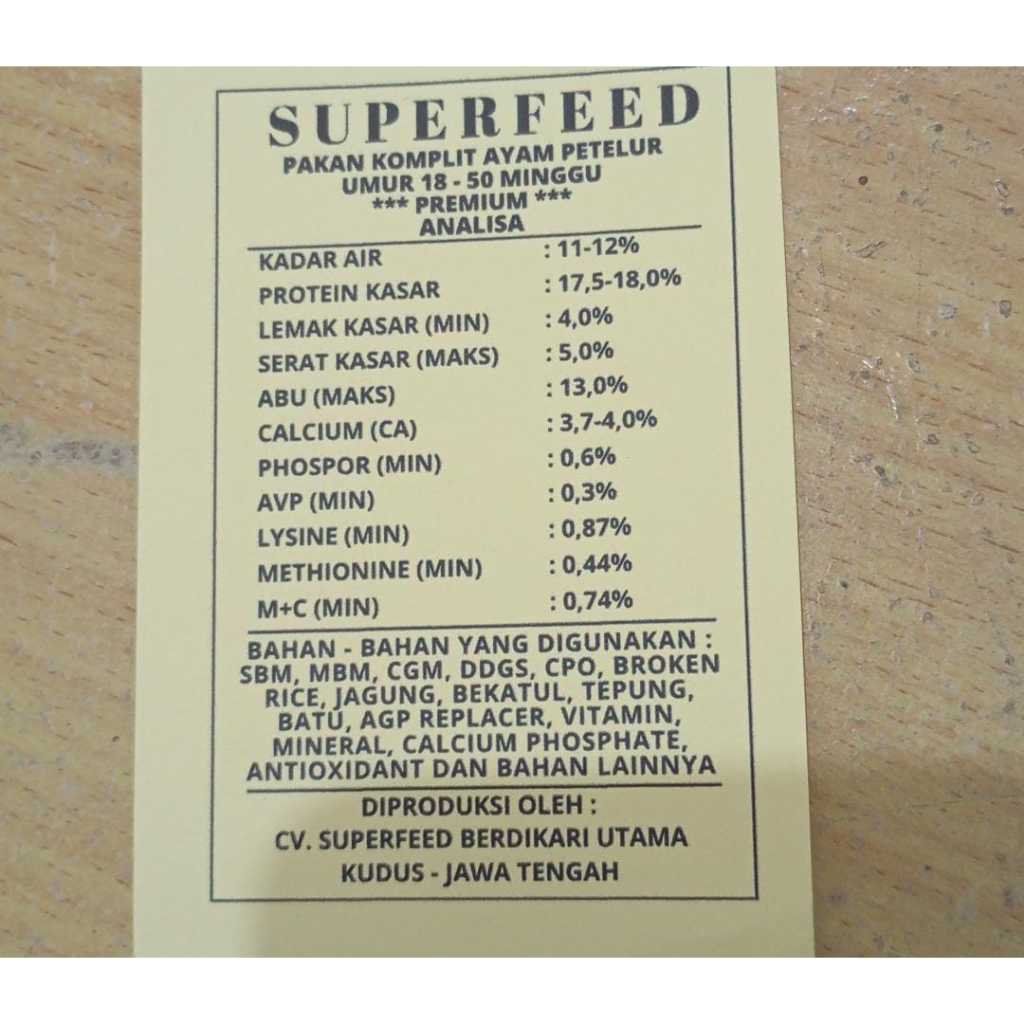 SUPERFEED
PAKAN KOMPLIT AYAM PETELUR
UMUR 18 - 50 MINGGU
*** PREMIUM ***
ANALISA
KADAR AIR : 11-12%
PROTEIN KASAR : 17,5-18,0%
LEMAK KASAR (MIN) : 4,0%
SERAT KASAR (MAKS) : 5,0%
ABU (MAKS) : 13,0%
CALCIUM (CA) : 3,7-4,0%
PHOSPOR (MIN) : 0,6%
AVP (MIN) : 0,3%
LYSINE (MIN) : 0,87%
METHIONINE (MIN) : 0,44%
M+C (MIN) : 0,74%
BAHAN - BAHAN YANG DIGUNAKAN :
SBM, MBM, CGM, DDGS, CPO, BROKEN
RICE, JAGUNG, BEKATUL, TEPUNG,
BATU, AGP REPLACER, VITAMIN,
MINERAL, CALCIUM PHOSPHATE,
ANTIOXIDANT DAN BAHAN LAINNYA
DIPRODUKSI OLEH :
CV. SUPERFEED BERDIKARI UTAMA
KUDUS - JAWA TENGAH